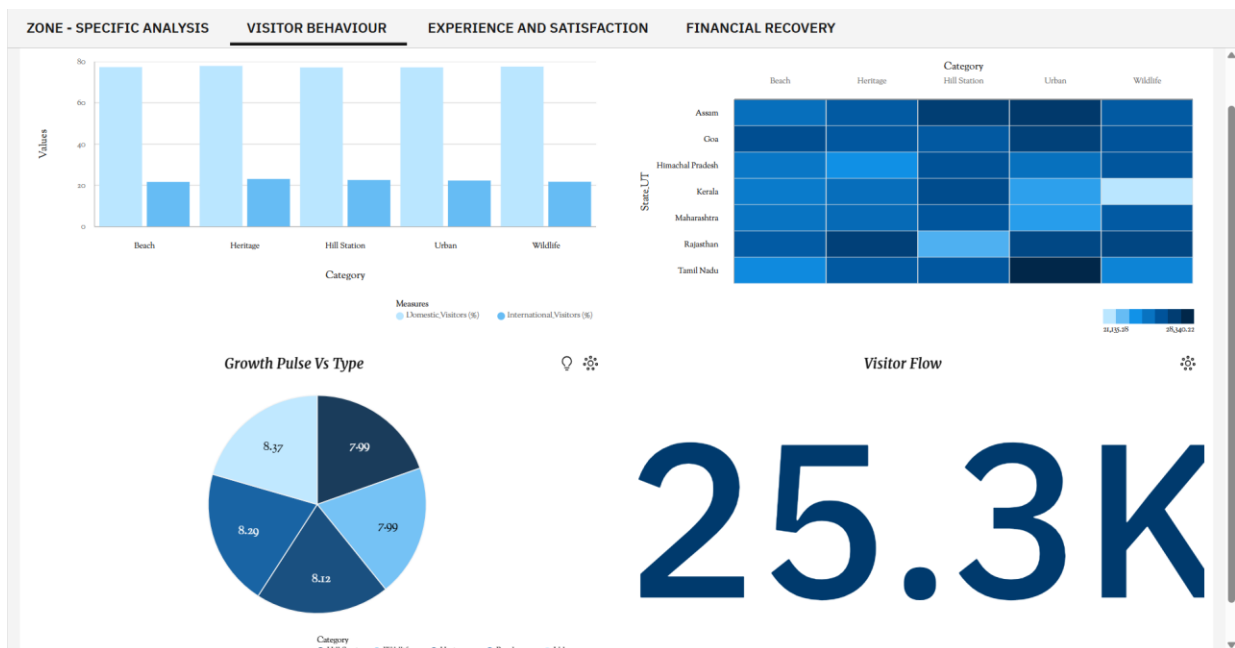 ZONE - SPECIFIC ANALYSIS VISITOR BEHAVIOUR EXPERIENCE AND SATISFACTION FINANCIAL RECOVERY
80
60
40
20
0
Values
Beach Heritage Hill Station Urban Wildlife
Category
Measures
Domestic_Visitors (%) International_Visitors (%)
Category
Beach Heritage Hill Station Urban Wildlife
State_UT
Assam
Goa
Himachal Pradesh
Kerala
Maharashtra
Rajasthan
Tamil Nadu
21,135.28 28,340.22
Growth Pulse Vs Type
8.37 7.99
8.29 7.99
8.12
Category
Visitor Flow
25.3K